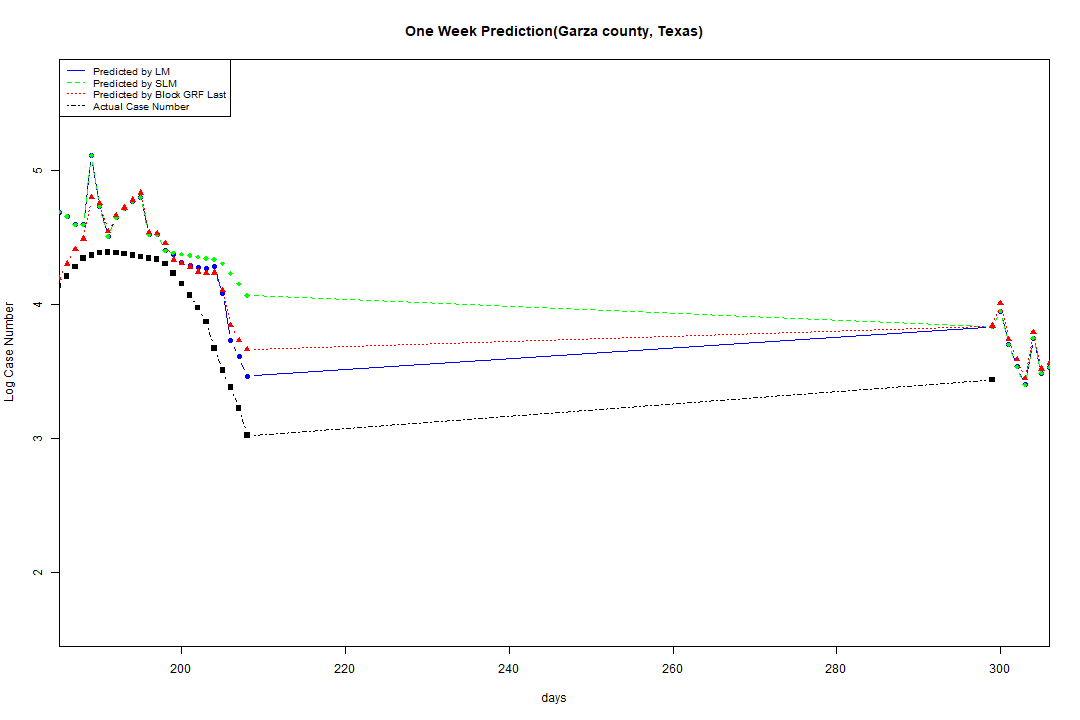 One Week Prediction(Garza county, Texas)
Predicted by LM
Predicted by SLM
Predicted by Block GRF Last
Actual Case Number
5
4
3
2
Log Case Number
200 220 240 260 280 300
days